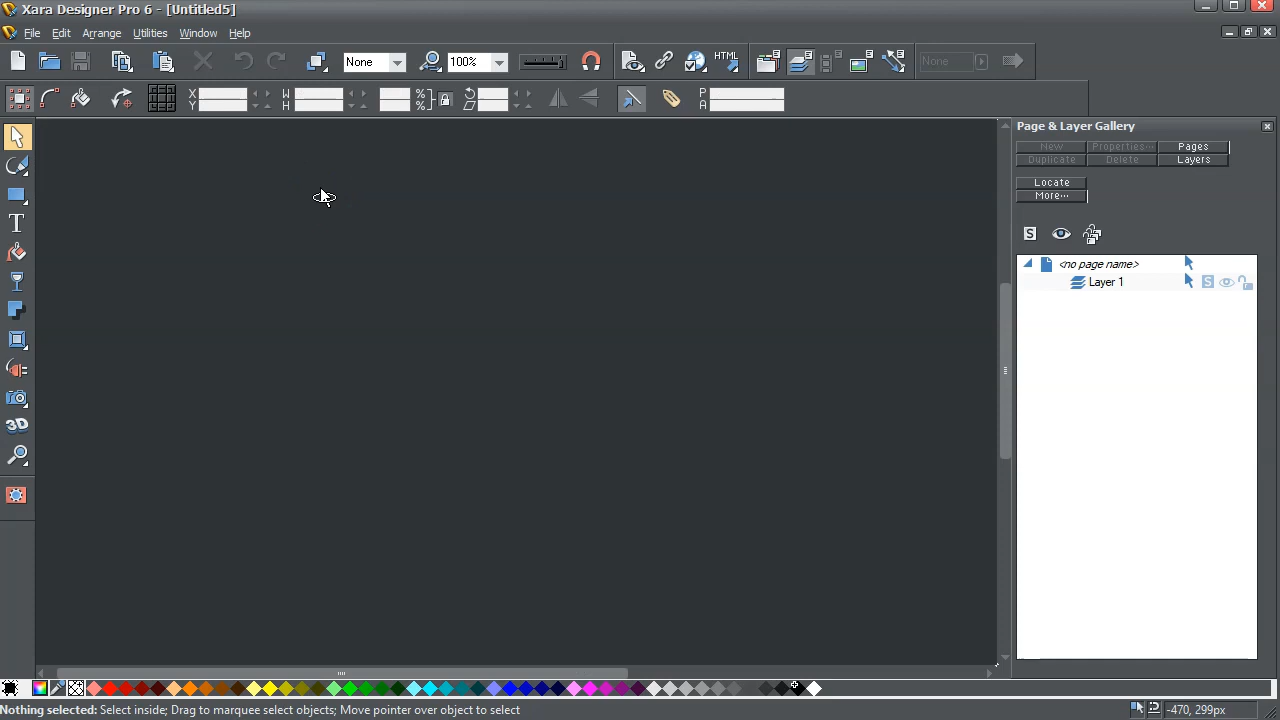 Xara Designer Pro 6 - [Untitled5]
File Edit Arrange Utilities Window Help
None 100% HTML None
X W % P
Y H % A
Page & Layer Gallery
New Properties... Pages
Duplicate Delete Layers
Locate
More...
S
<no page name>
Layer 1 S
T
3D
Nothing selected: Select inside; Drag to marquee select objects; Move pointer over object to select
-470, 299px